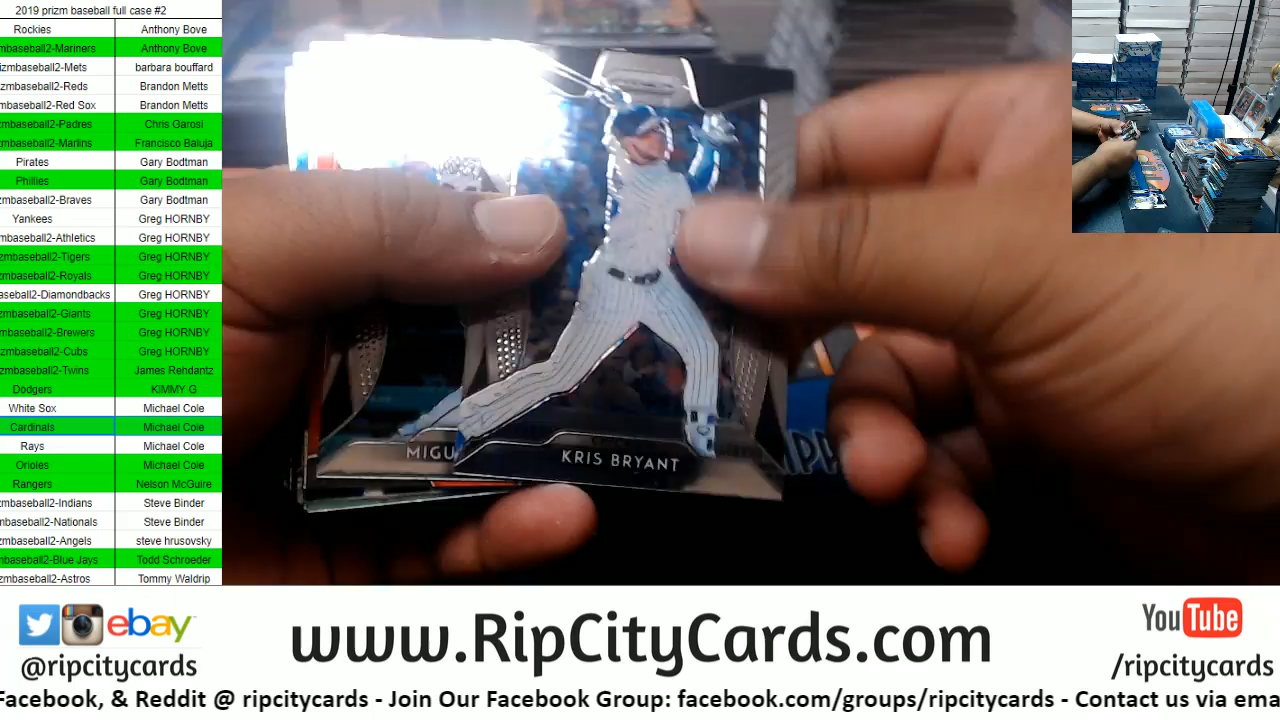 2019 prizm baseball full case #2
Rockies Anthony Bove
mbaseball2-Mariners Anthony Bove
izmbaseball2-Mets barbara bouffard
izmbaseball2-Reds Brandon Metts
zmbaseball2-Red Sox Brandon Metts
zmbaseball2-Padres Chris Garosi
zmbaseball2-Marlins Francisco Baluja
Pirates Gary Bodtman
Phillies Gary Bodtman
zmbaseball2-Braves Gary Bodtman
Yankees Greg HORNBY
mbaseball2-Athletics Greg HORNBY
zmbaseball2-Tigers Greg HORNBY
zmbaseball2-Royals Greg HORNBY
aseball2-Diamondbacks Greg HORNBY
zmbaseball2-Giants Greg HORNBY
zmbaseball2-Brewers Greg HORNBY
zmbaseball2-Cubs Greg HORNBY
zmbaseball2-Twins James Rehdantz
Dodgers KIMMY G
White Sox Michael Cole
Cardinals Michael Cole
Rays Michael Cole
Orioles Michael Cole
Rangers Nelson McGuire
zmbaseball2-Indians Steve Binder
mbaseball2-Nationals Steve Binder
zmbaseball2-Angels steve hrusovsky
mbaseball2-Blue Jays Todd Schroeder
zmbaseball2-Astros Tommy Waldrip
MIGU
KRIS BRYANT
ebay
@ripcitycards
www.RipCityCards.com
YouTube
/ripcitycards
Facebook, & Reddit @ ripcitycards - Join Our Facebook Group: facebook.com/groups/ripcitycards - Contact us via ema